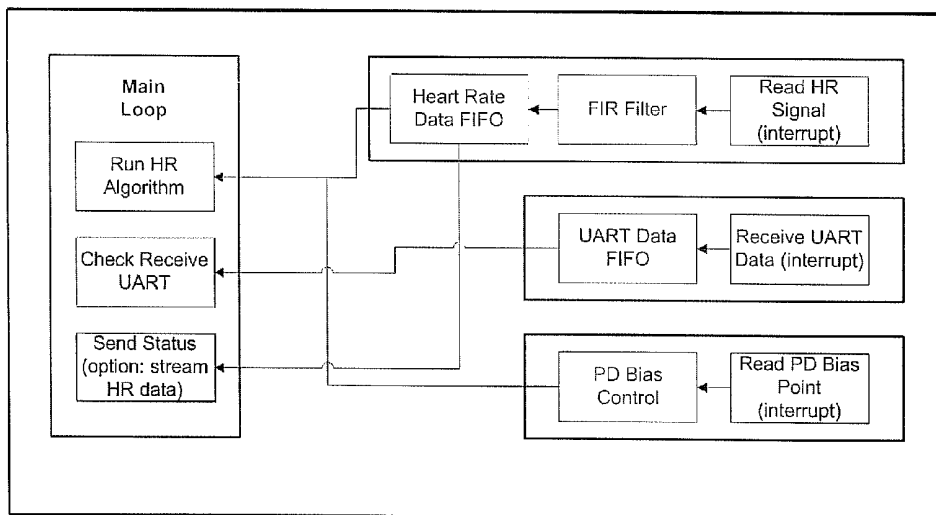 Main
Loop
Run HR
Algorithm
Check Receive
UART
Send Status
(option: stream
HR data)
Heart Rate
Data FIFO
FIR Filter
Read HR
Signal
(interrupt)
UART Data
FIFO
Receive UART
Data (interrupt)
PD Bias
Control
Read PD Bias
Point
(interrupt)